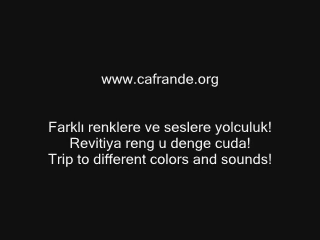 www.cafrande.org
Farklı renklere ve seslere yolculuk!
Revitiya reng u denge cuda!
Trip to different colors and sounds!